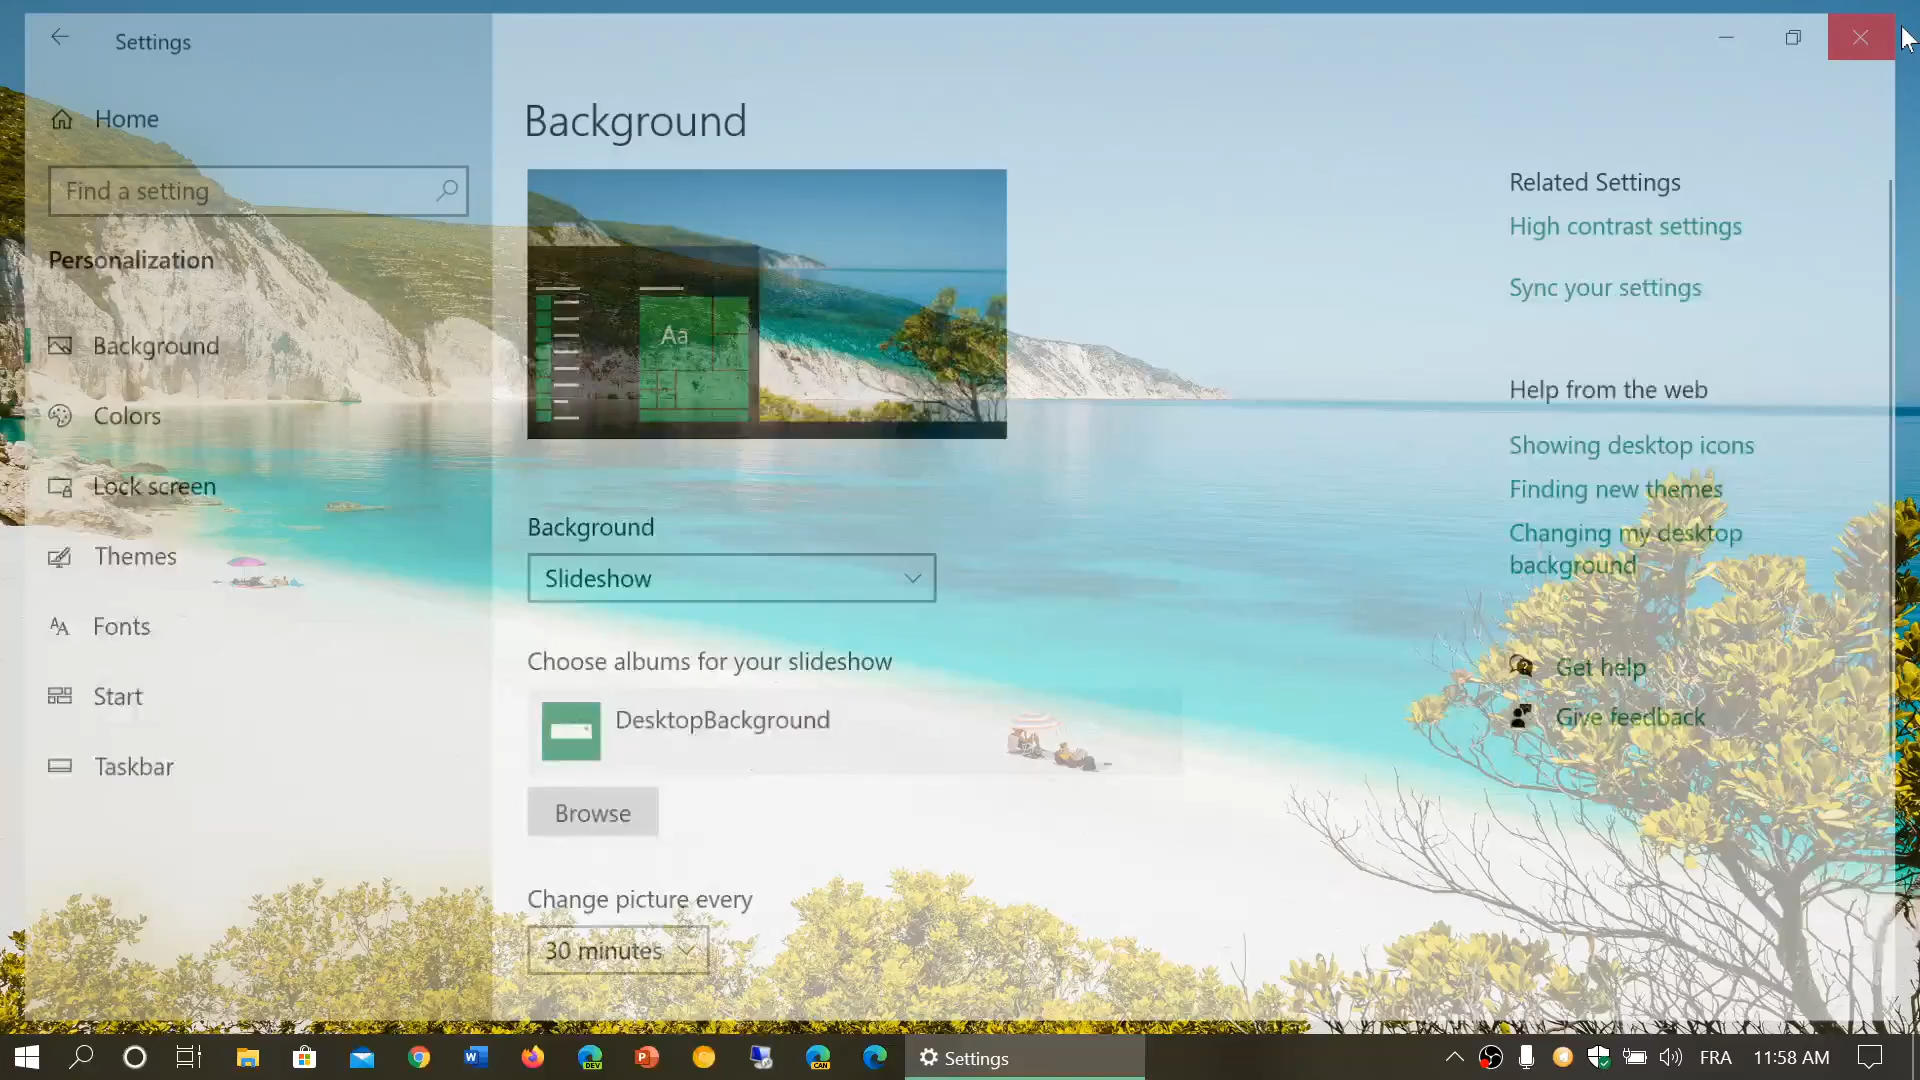 Settings
Home
Find a setting
Personalization
Background
Colors
Lock screen
Themes
Fonts
Start
Taskbar
Background
Aa
Background
Slideshow
Choose albums for your slideshow
DesktopBackground
Browse
Change picture every
30 minutes
Related Settings
High contrast settings
Sync your settings
Help from the web
Showing desktop icons
Finding new themes
Changing my desktop
background
Get help
Give feedback
DEV
CAN
Settings
FRA
11:58 AM